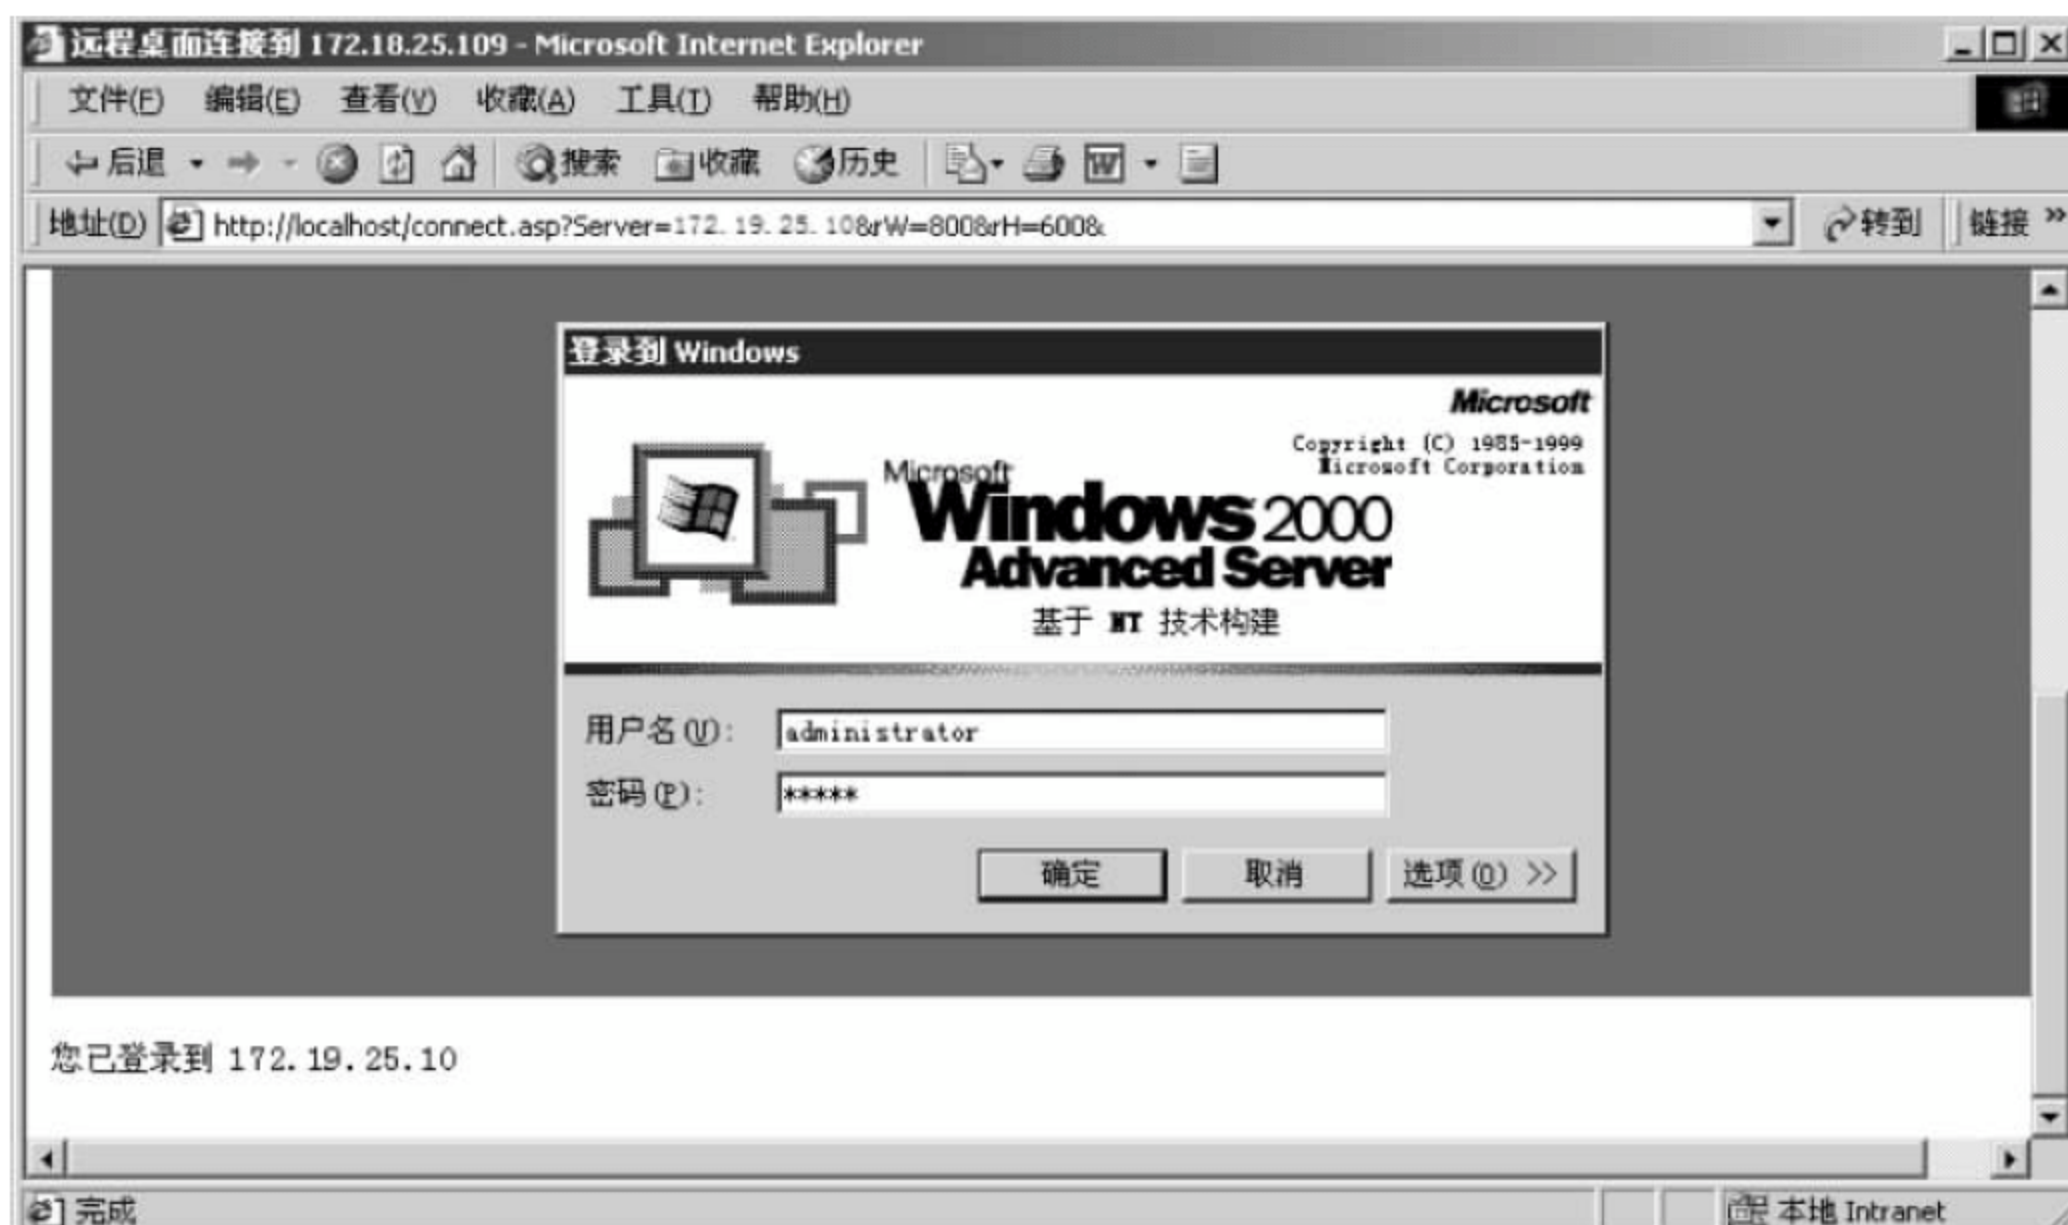 远程桌面连接到 172.18.25.109 - Microsoft Internet Explorer
文件(F) 编辑(E) 查看(V) 收藏(A) 工具(T) 帮助(H)
后退 搜索 收藏 历史 W
地址(D) http://localhost/connect.asp?Server=172.19.25.10&rW=800&rH=600& 转到 链接 »
登录到 Windows
Microsoft
Copyright (C) 1985-1999
Microsoft Corporation
Microsoft
Windows 2000
Advanced Server
基于 NT 技术构建
用户名(U): administrator
密码(P): *****
确定 取消 选项(O) >>
您已登录到 172.19.25.10
完成 本地 Intranet